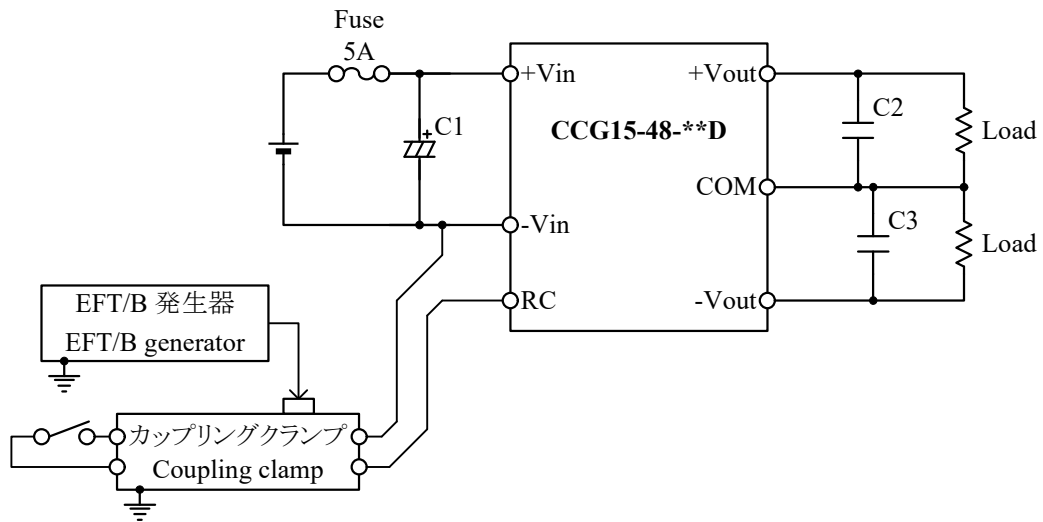 Fuse
5A
+Vin
+Vout
C1
CCG15-48-**D
C2
Load
COM
-Vin
C3
Load
RC
-Vout
EFT/B 発生器
EFT/B generator
カップリングクランプ
Coupling clamp